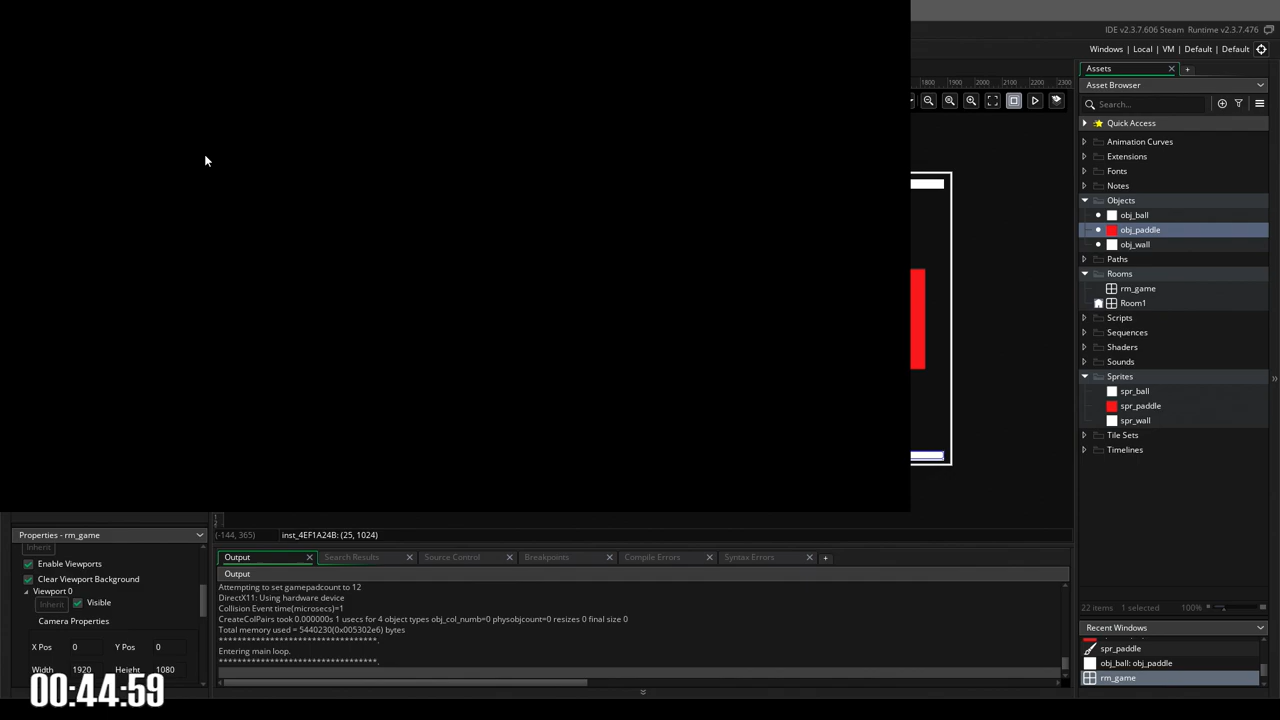 IDE v2.3.7.606 Steam Runtime v2.3.7.476
Windows | Local | VM | Default | Default
1800 1900 2000 2100 2200 2300
Assets
Asset Browser
Search...
Quick Access
Animation Curves
Extensions
Fonts
Notes
Objects
obj_ball
obj_paddle
obj_wall
Paths
Rooms
rm_game
Room1
Scripts
Sequences
Shaders
Sounds
Sprites
spr_ball
spr_paddle
spr_wall
Tile Sets
Timelines
22 items 1 selected 100%
Recent Windows
spr_paddle
obj_ball: obj_paddle
rm_game
Properties - rm_game
Inherit
Enable Viewports
Clear Viewport Background
Viewport 0
Inherit Visible
Camera Properties
X Pos 0 Y Pos 0
Width 1920 Height 1080
(-144, 365) inst_4EF1A24B: (25, 1024)
Output Search Results Source Control Breakpoints Compile Errors Syntax Errors
Output
Attempting to set gamepadcount to 12
DirectX11: Using hardware device
Collision Event time(microsecs)=1
CreateColPairs took 0.000000s 1 usecs for 4 object types obj_col_numb=0 physobjcount=0 resizes 0 final size 0
Total memory used = 5440230(0x005302e6) bytes
**********************************.
Entering main loop.
**********************************.
00:44:59